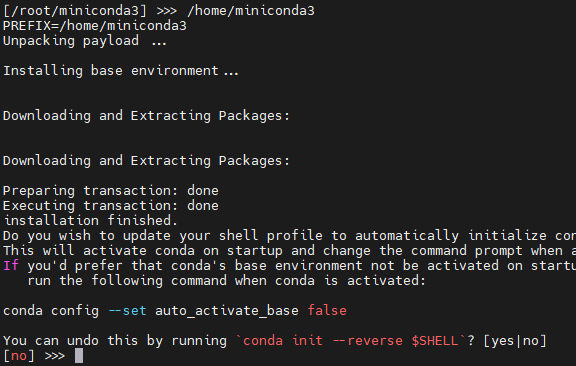 [/root/miniconda3] >>> /home/miniconda3
PREFIX=/home/miniconda3
Unpacking payload ...
Installing base environment...
Downloading and Extracting Packages:
Downloading and Extracting Packages:
Preparing transaction: done
Executing transaction: done
installation finished.
Do you wish to update your shell profile to automatically initialize con
This will activate conda on startup and change the command prompt when a
If you'd prefer that conda's base environment not be activated on startu
run the following command when conda is activated:
conda config --set auto_activate_base false
You can undo this by running `conda init --reverse $SHELL`? [yes|no]
[no] >>>